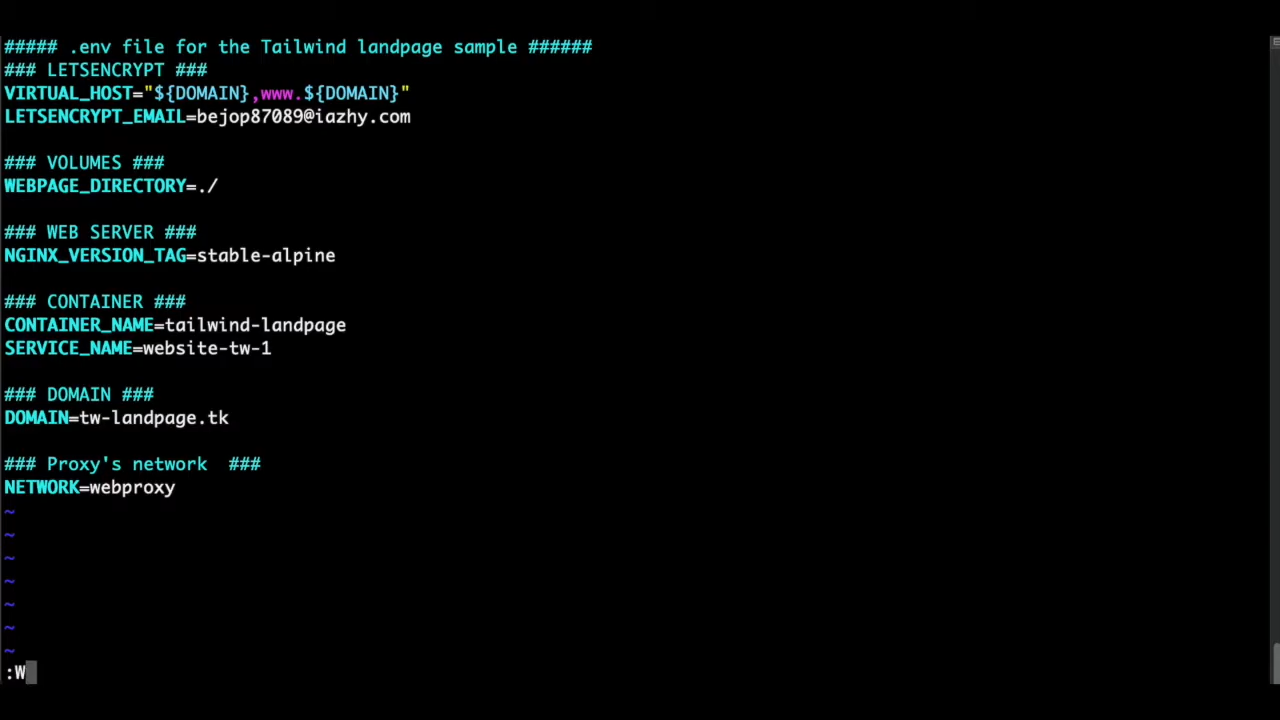 ##### .env file for the Tailwind landpage sample ######
### LETSENCRYPT ###
VIRTUAL_HOST="${DOMAIN},www.${DOMAIN}"
LETSENCRYPT_EMAIL=bejop87089@iazhy.com
### VOLUMES ###
WEBPAGE_DIRECTORY=./
### WEB SERVER ###
NGINX_VERSION_TAG=stable-alpine
### CONTAINER ###
CONTAINER_NAME=tailwind-landpage
SERVICE_NAME=website-tw-1
### DOMAIN ###
DOMAIN=tw-landpage.tk
### Proxy's network  ###
NETWORK=webproxy
~
~
~
~
~
~
~
:W